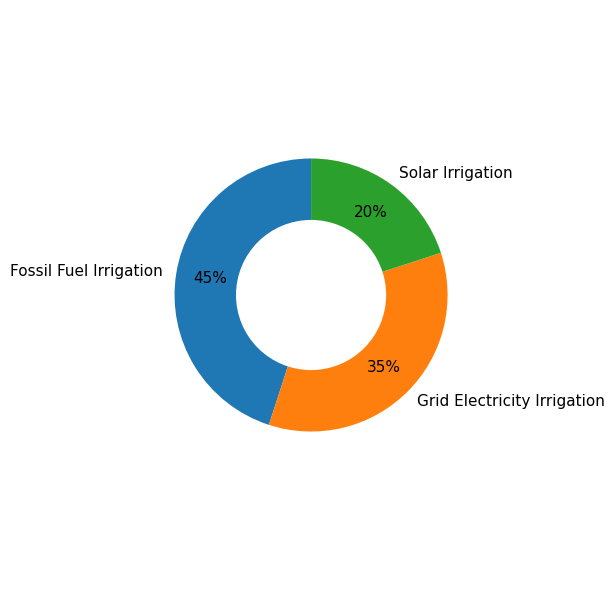 Solar Irrigation
20%
Fossil Fuel Irrigation
45%
35%
Grid Electricity Irrigation